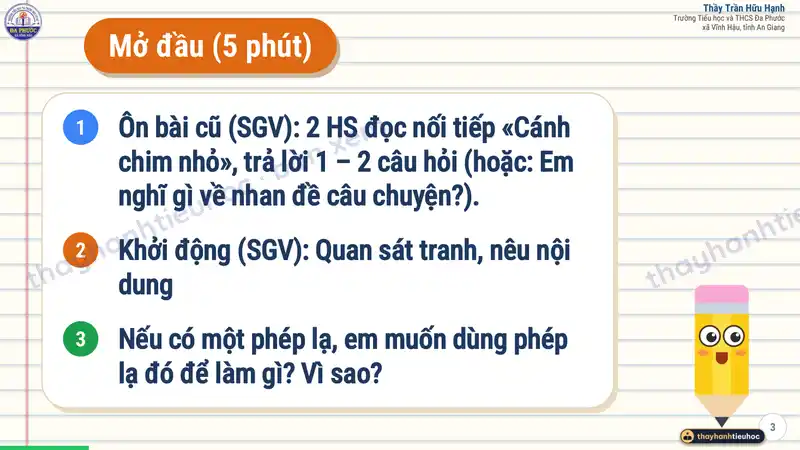 Thầy Trần Hữu Hạnh
Trường Tiểu học và THCS Đa Phước
xã Vĩnh Hậu, tỉnh An Giang
ĐA PHƯỚC
Mở đầu (5 phút)
1
Ôn bài cũ (SGV): 2 HS đọc nối tiếp «Cánh
chim nhỏ», trả lời 1 – 2 câu hỏi (hoặc: Em
nghĩ gì về nhan đề câu chuyện?).
2
Khởi động (SGV): Quan sát tranh, nêu nội
dung
3
Nếu có một phép lạ, em muốn dùng phép
lạ đó để làm gì? Vì sao?
thayhanhtieuhoc
3